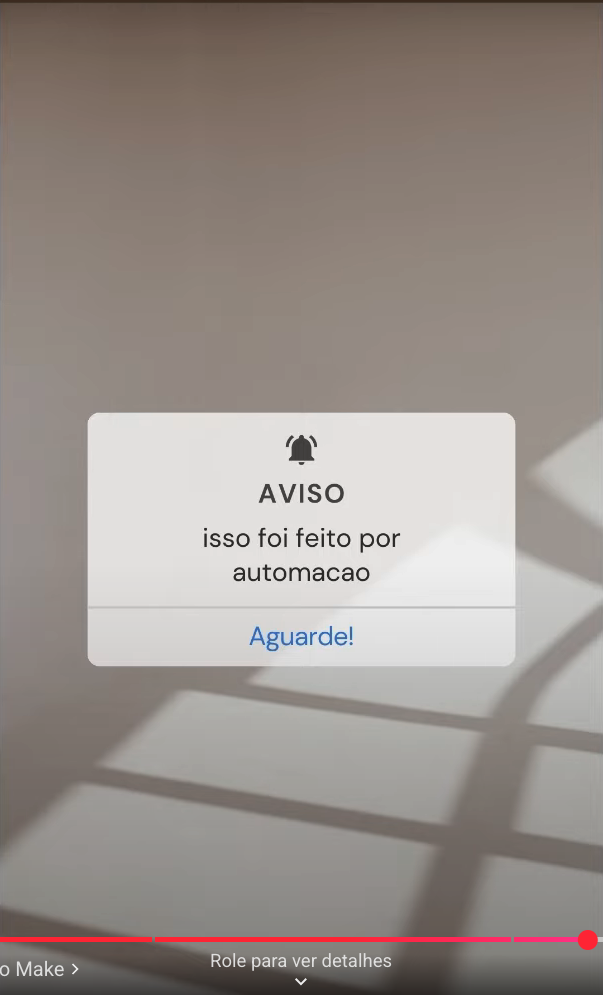 AVISO
isso foi feito por
automacao
Aguarde!
o Make >
Role para ver detalhes